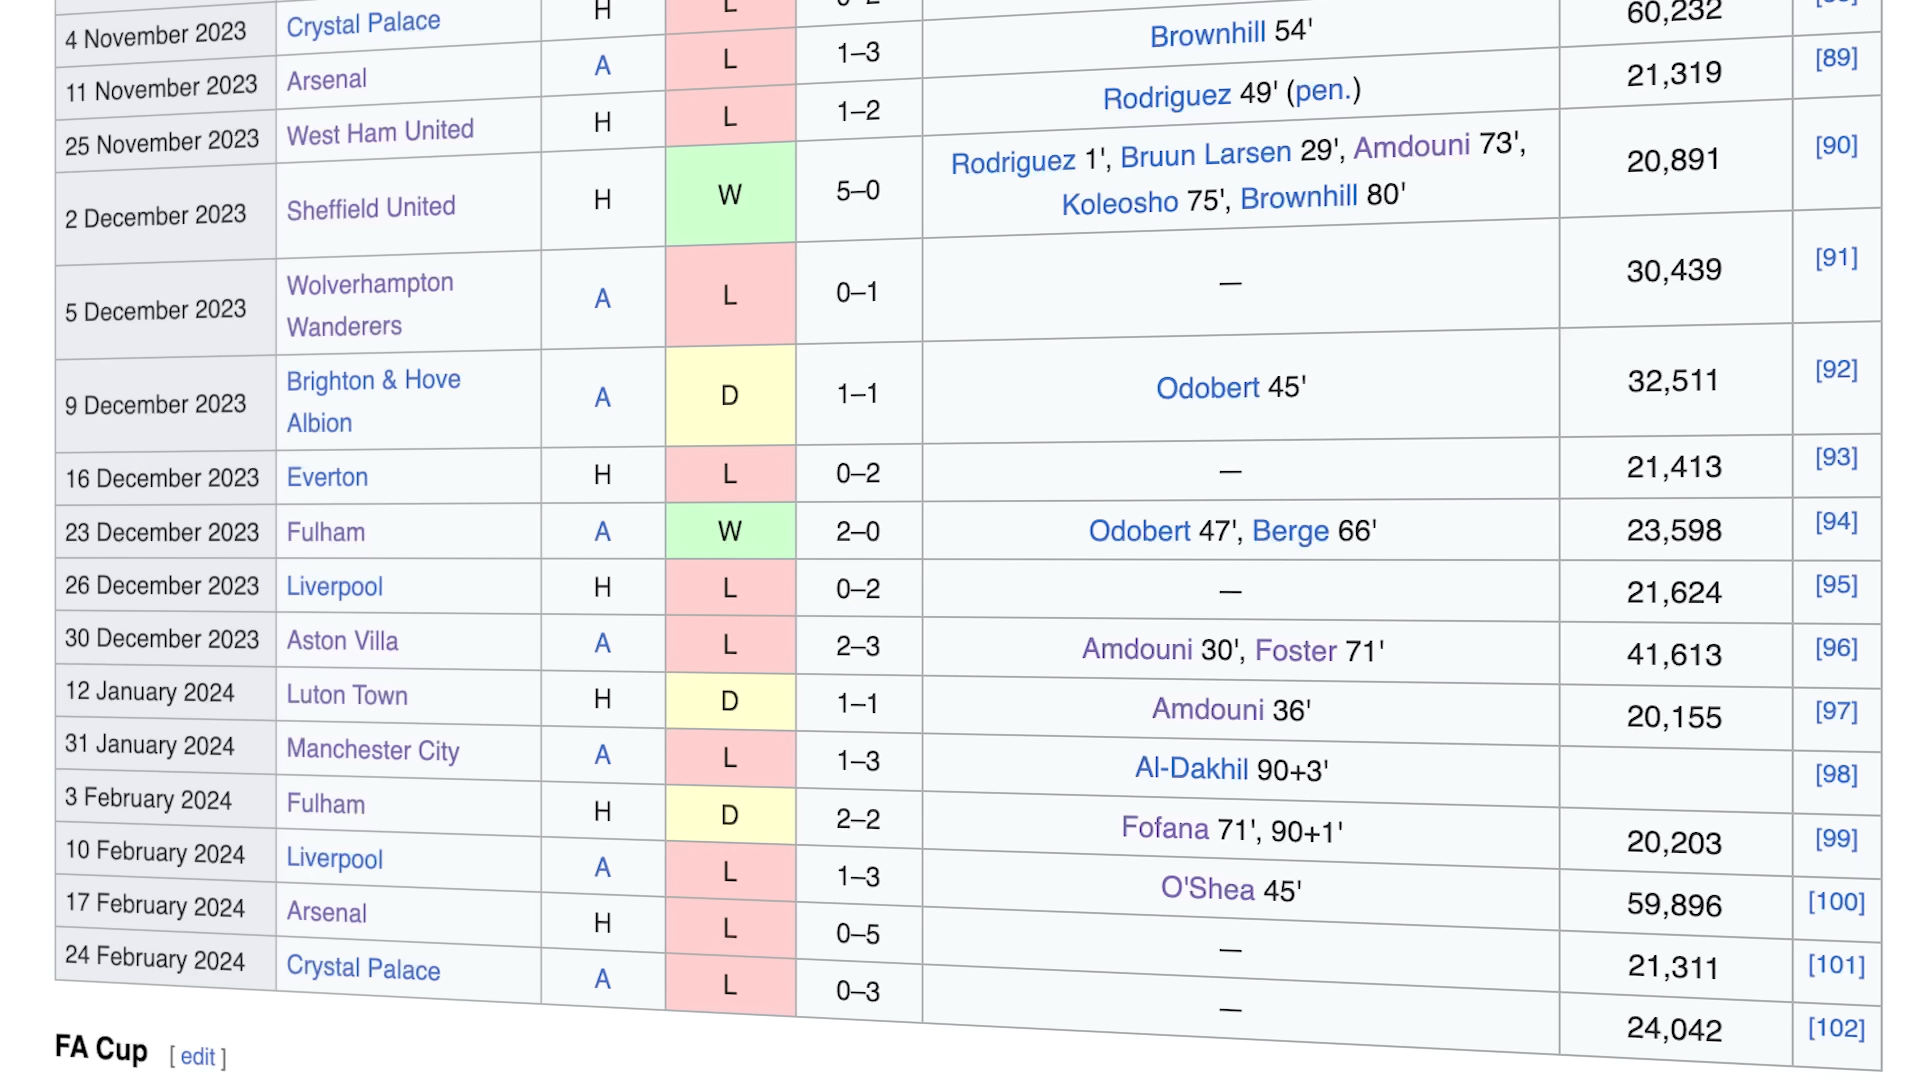 4 November 2023 Crystal Palace H L 0–2 60,232
11 November 2023 Arsenal A L 1–3 Brownhill 54' 21,319 [89]
25 November 2023 West Ham United H L 1–2 Rodriguez 49' (pen.)
2 December 2023 Sheffield United H W 5–0 Rodriguez 1', Bruun Larsen 29', Amdouni 73', 20,891 [90]
Koleosho 75', Brownhill 80'
5 December 2023 Wolverhampton A L 0–1 — 30,439 [91]
Wanderers
9 December 2023 Brighton & Hove A D 1–1 Odobert 45' 32,511 [92]
Albion
16 December 2023 Everton H L 0–2 — 21,413 [93]
23 December 2023 Fulham A W 2–0 Odobert 47', Berge 66' 23,598 [94]
26 December 2023 Liverpool H L 0–2 — 21,624 [95]
30 December 2023 Aston Villa A L 2–3 Amdouni 30', Foster 71' 41,613 [96]
12 January 2024 Luton Town H D 1–1 Amdouni 36' 20,155 [97]
31 January 2024 Manchester City A L 1–3 Al-Dakhil 90+3' [98]
3 February 2024 Fulham H D 2–2 Fofana 71', 90+1' 20,203 [99]
10 February 2024 Liverpool A L 1–3 O'Shea 45' 59,896 [100]
17 February 2024 Arsenal H L 0–5 — 21,311 [101]
24 February 2024 Crystal Palace A L 0–3 — 24,042 [102]
FA Cup [ edit ]